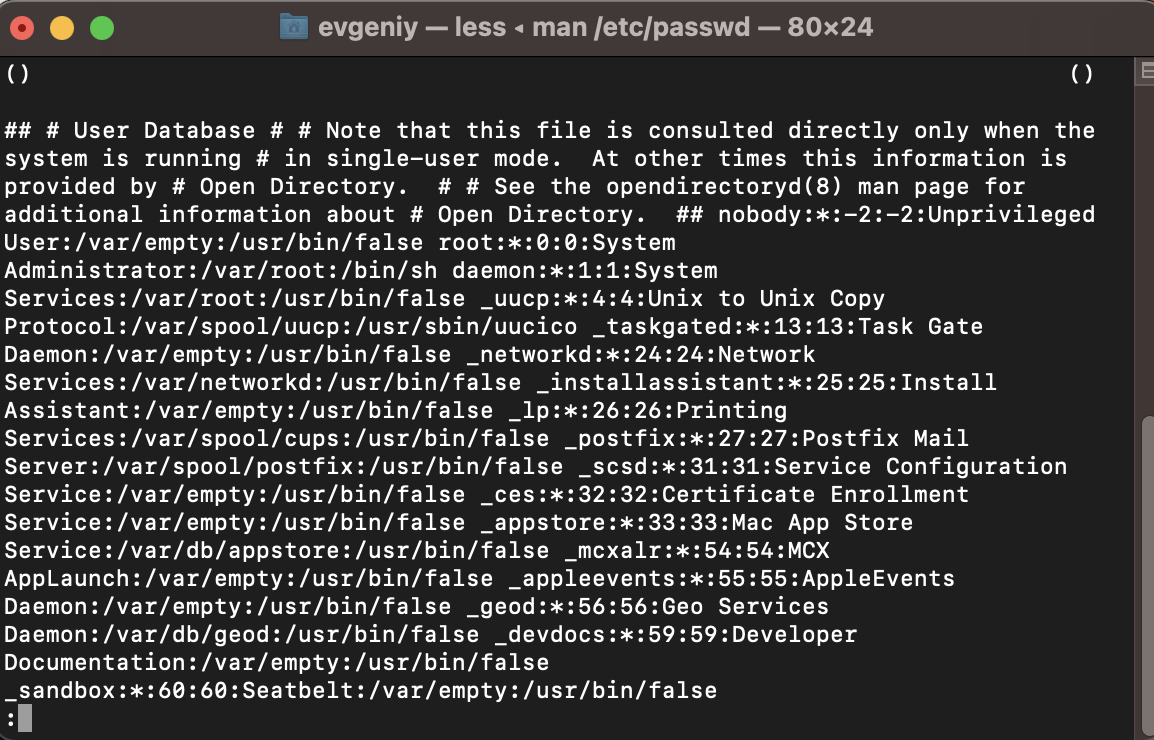 evgeniy — less ◂ man /etc/passwd — 80×24
() ()
## # User Database # # Note that this file is consulted directly only when the
system is running # in single-user mode.  At other times this information is
provided by # Open Directory.  # # See the opendirectoryd(8) man page for
additional information about # Open Directory.  ## nobody:*:-2:-2:Unprivileged
User:/var/empty:/usr/bin/false root:*:0:0:System
Administrator:/var/root:/bin/sh daemon:*:1:1:System
Services:/var/root:/usr/bin/false _uucp:*:4:4:Unix to Unix Copy
Protocol:/var/spool/uucp:/usr/sbin/uucico _taskgated:*:13:13:Task Gate
Daemon:/var/empty:/usr/bin/false _networkd:*:24:24:Network
Services:/var/networkd:/usr/bin/false _installassistant:*:25:25:Install
Assistant:/var/empty:/usr/bin/false _lp:*:26:26:Printing
Services:/var/spool/cups:/usr/bin/false _postfix:*:27:27:Postfix Mail
Server:/var/spool/postfix:/usr/bin/false _scsd:*:31:31:Service Configuration
Service:/var/empty:/usr/bin/false _ces:*:32:32:Certificate Enrollment
Service:/var/empty:/usr/bin/false _appstore:*:33:33:Mac App Store
Service:/var/db/appstore:/usr/bin/false _mcxalr:*:54:54:MCX
AppLaunch:/var/empty:/usr/bin/false _appleevents:*:55:55:AppleEvents
Daemon:/var/empty:/usr/bin/false _geod:*:56:56:Geo Services
Daemon:/var/db/geod:/usr/bin/false _devdocs:*:59:59:Developer
Documentation:/var/empty:/usr/bin/false
_sandbox:*:60:60:Seatbelt:/var/empty:/usr/bin/false
: